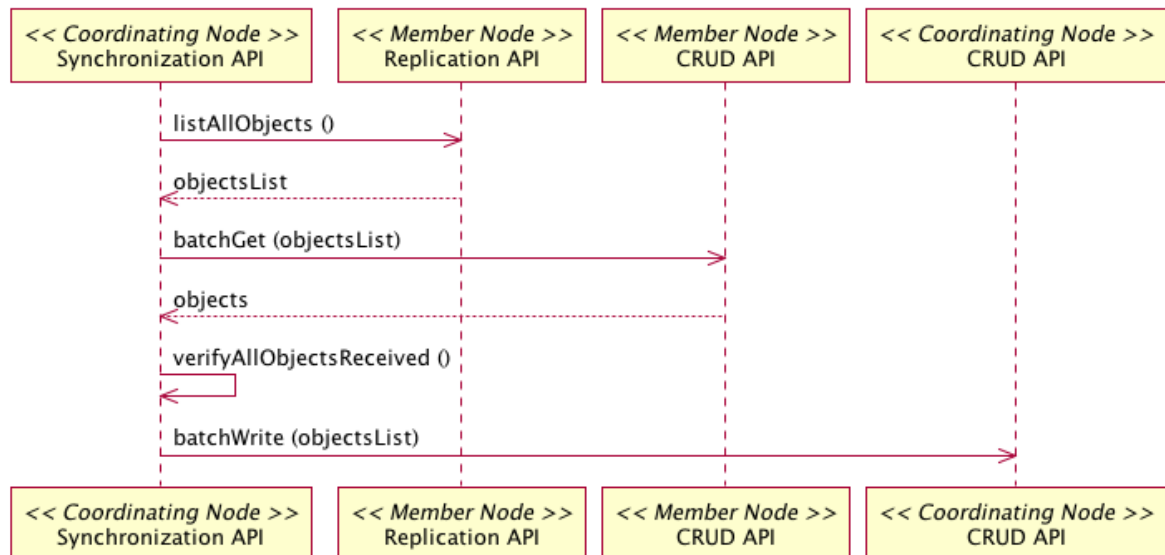 << Coordinating Node >>
Synchronization API
<< Member Node >>
Replication API
<< Member Node >>
CRUD API
<< Coordinating Node >>
CRUD API
listAllObjects ()
objectsList
batchGet (objectsList)
objects
verifyAllObjectsReceived ()
batchWrite (objectsList)
<< Coordinating Node >>
Synchronization API
<< Member Node >>
Replication API
<< Member Node >>
CRUD API
<< Coordinating Node >>
CRUD API